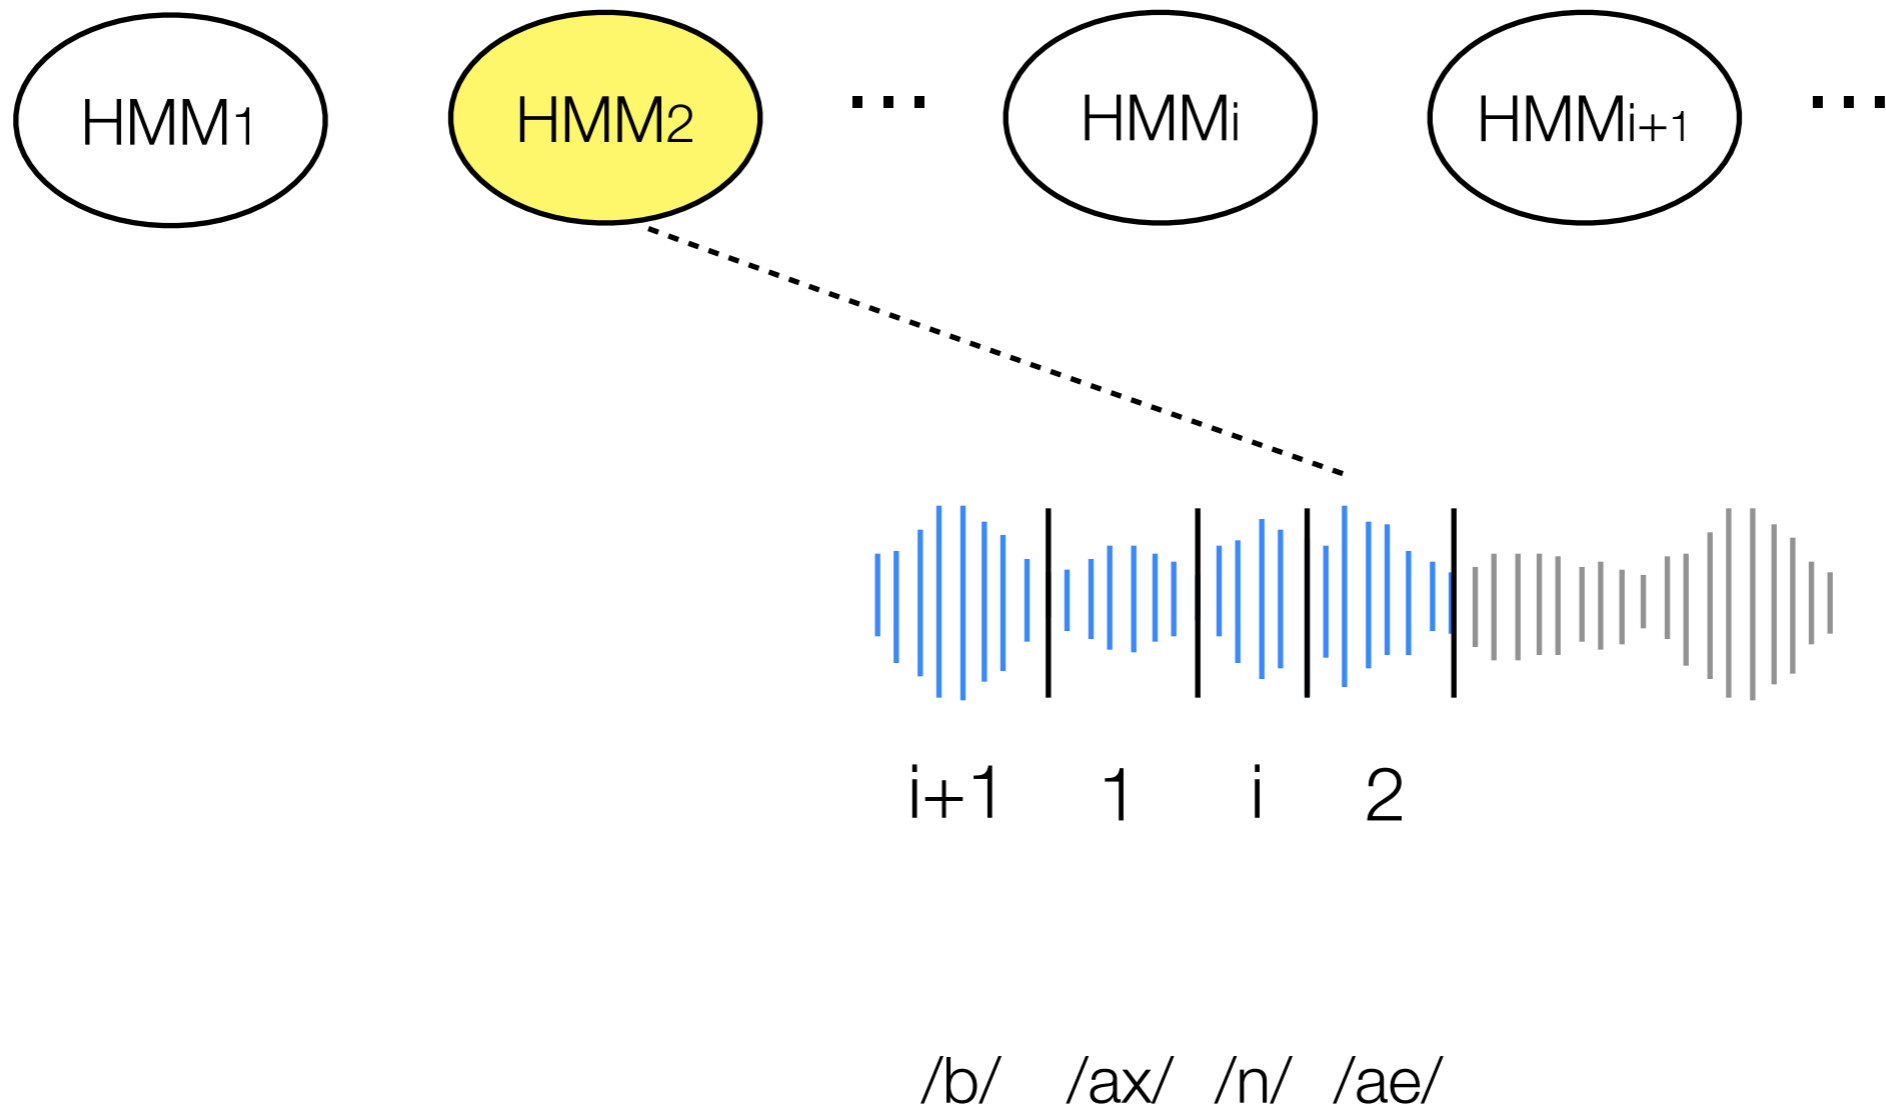 HMM1 HMM2 ... HMMi HMMi+1 ...
i+1 1 i 2
/b/ /ax/ /n/ /ae/